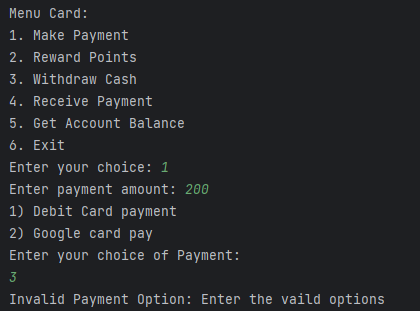 Menu Card:
1. Make Payment
2. Reward Points
3. Withdraw Cash
4. Receive Payment
5. Get Account Balance
6. Exit
Enter your choice: 1
Enter payment amount: 200
1) Debit Card payment
2) Google card pay
Enter your choice of Payment:
3
Invalid Payment Option: Enter the vaild options